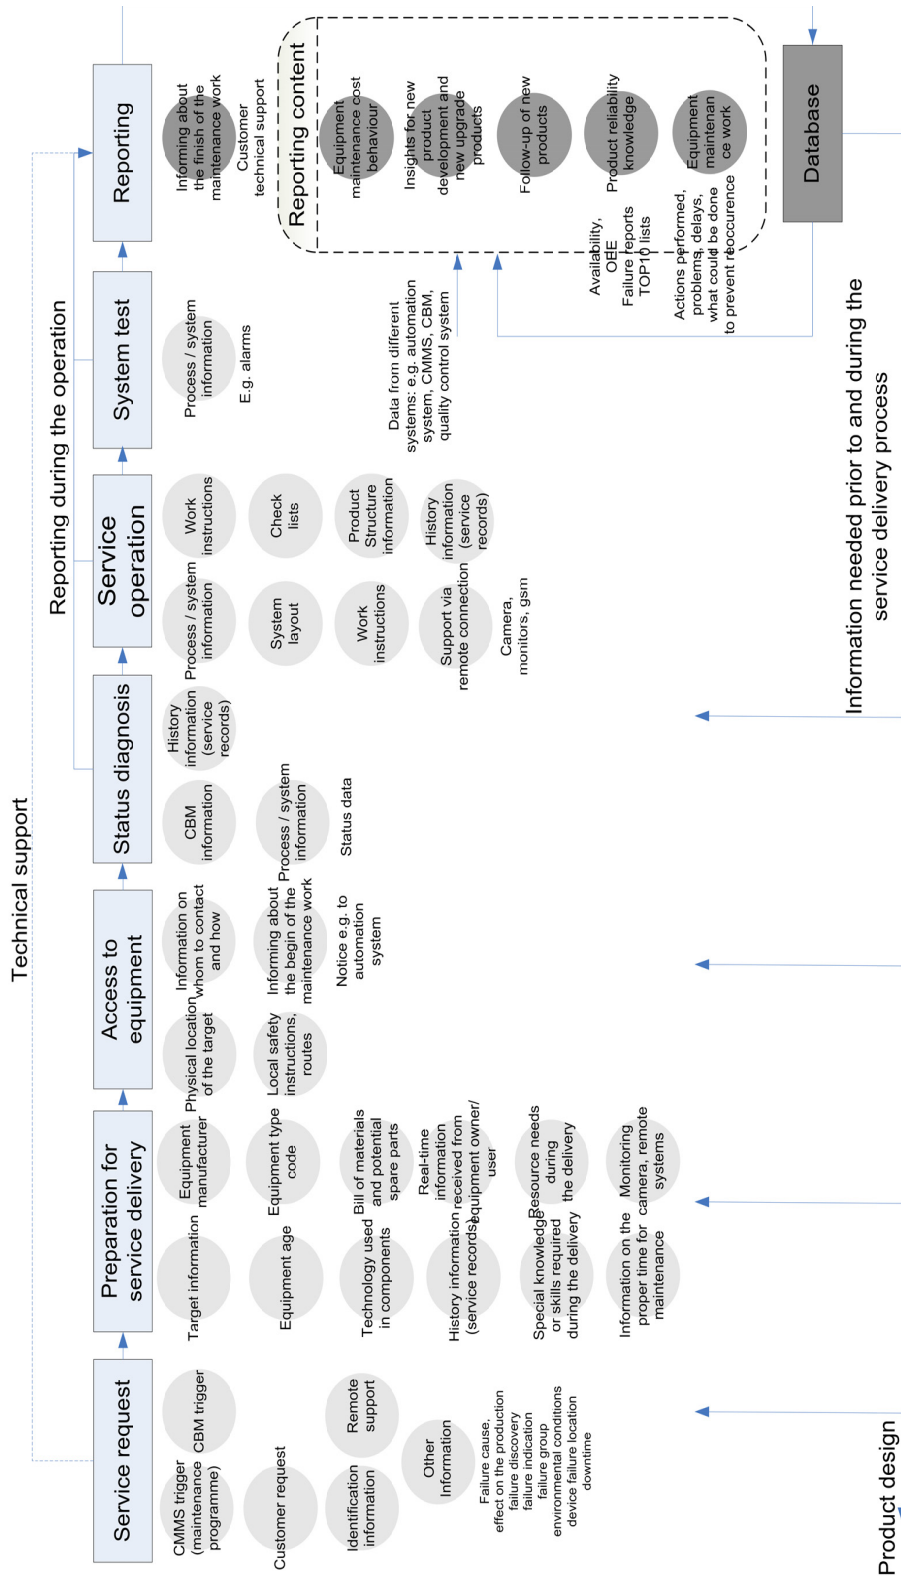 Technical support
Reporting during the operation
Service request
Preparation for
service delivery
Access to
equipment
Status diagnosis
Service
operation
System test
Reporting
CMMS trigger
(maintenance
programme)
CBM trigger
Customer request
Identification
information
Remote
support
Other
Information
Failure cause.
effect on the production
failure discovery
failure indication
failure group
environmental conditions
device failure location
downtime
Target information
Equipment
manufacturer
Equipment age
Equipment type
code
Technology used
in components
Bill of materials
and potential
spare parts
History information
(service records)
Real-time
information
received from
equipment owner/
user
Special knowledge
or skills required
during the delivery
Resource needs
during
the delivery
Information on the
proper time for
maintenance
Monitoring
camera, remote
systems
Physical location
of the target
Information on
whom to contact
and how
Local safety
instructions,
routes
Informing about
the begin of the
maintenance work
Notice e.g. to
automation
system
CBM
information
History
information
(service
records)
Process / system
information
Status data
Process / system
information
Work
instructions
System
layout
Check
lists
Work
instructions
Product
Structure
information
Support via
remote connection
History
information
(service
records)
Camera,
monitors, gsm
Process / system
information
E.g. alarms
Informing about
the finish of the
maintenance work
Customer
technical support
Reporting content
Equipment
maintenance cost
behaviour
Insights for new
product
development and
new upgrade
products
Follow-up of new
products
Product reliability
knowledge
Equipment
maintenan
ce work
Data from different
systems: e.g. automation
system, CMMS, CBM,
quality control system
Availability,
OEE
Failure reports
TOP10 lists
Actions performed,
problems, delays,
what could be done
to prevent reoccurence
Database
Information needed prior to and during the
service delivery process
Product design